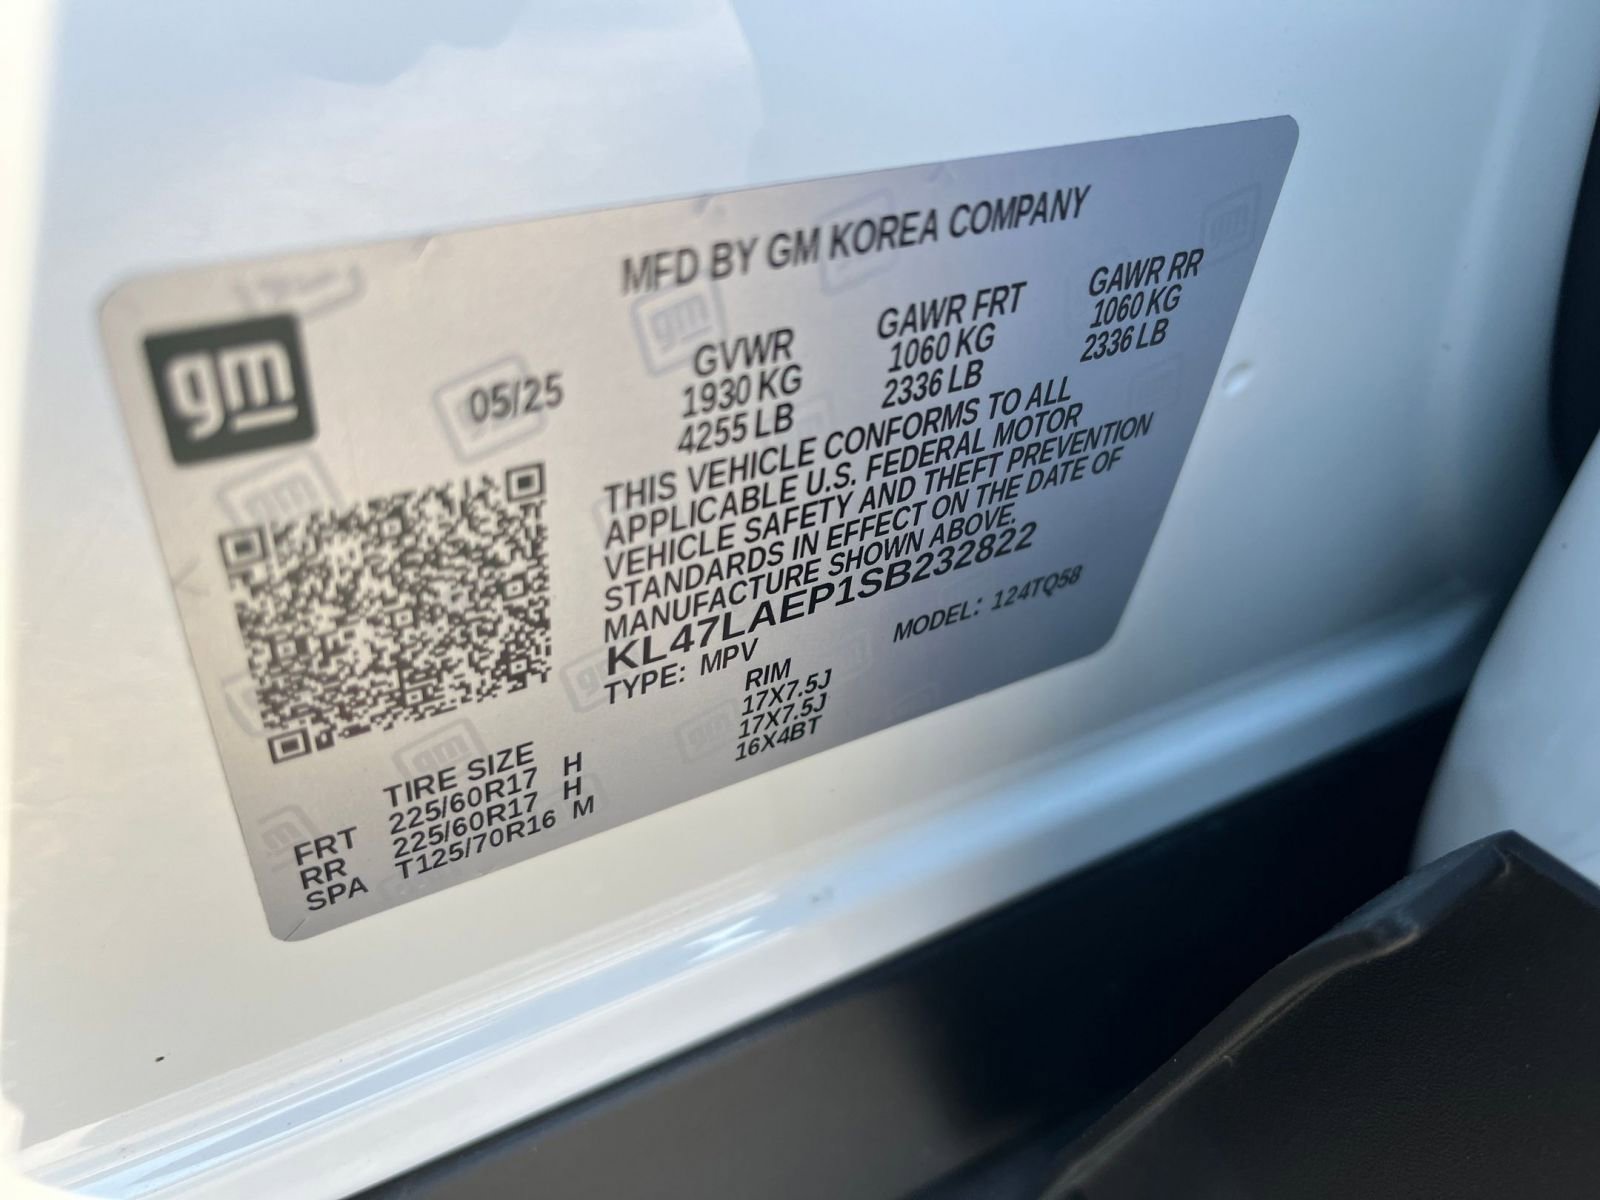 MFD BY GM KOREA COMPANY
gm
05/25
GVWR GAWR FRT GAWR RR
1930 KG 1060 KG 1060 KG
4255 LB 2336 LB 2336 LB
THIS VEHICLE CONFORMS TO ALL
APPLICABLE U.S. FEDERAL MOTOR
VEHICLE SAFETY AND THEFT PREVENTION
STANDARDS IN EFFECT ON THE DATE OF
MANUFACTURE SHOWN ABOVE.
KL47LAEP1SB232822
TYPE: MPV MODEL: 124TQ58
TIRE SIZE RIM
FRT 225/60R17 H 17X7.5J
RR 225/60R17 H 17X7.5J
SPA T125/70R16 M 16X4BT